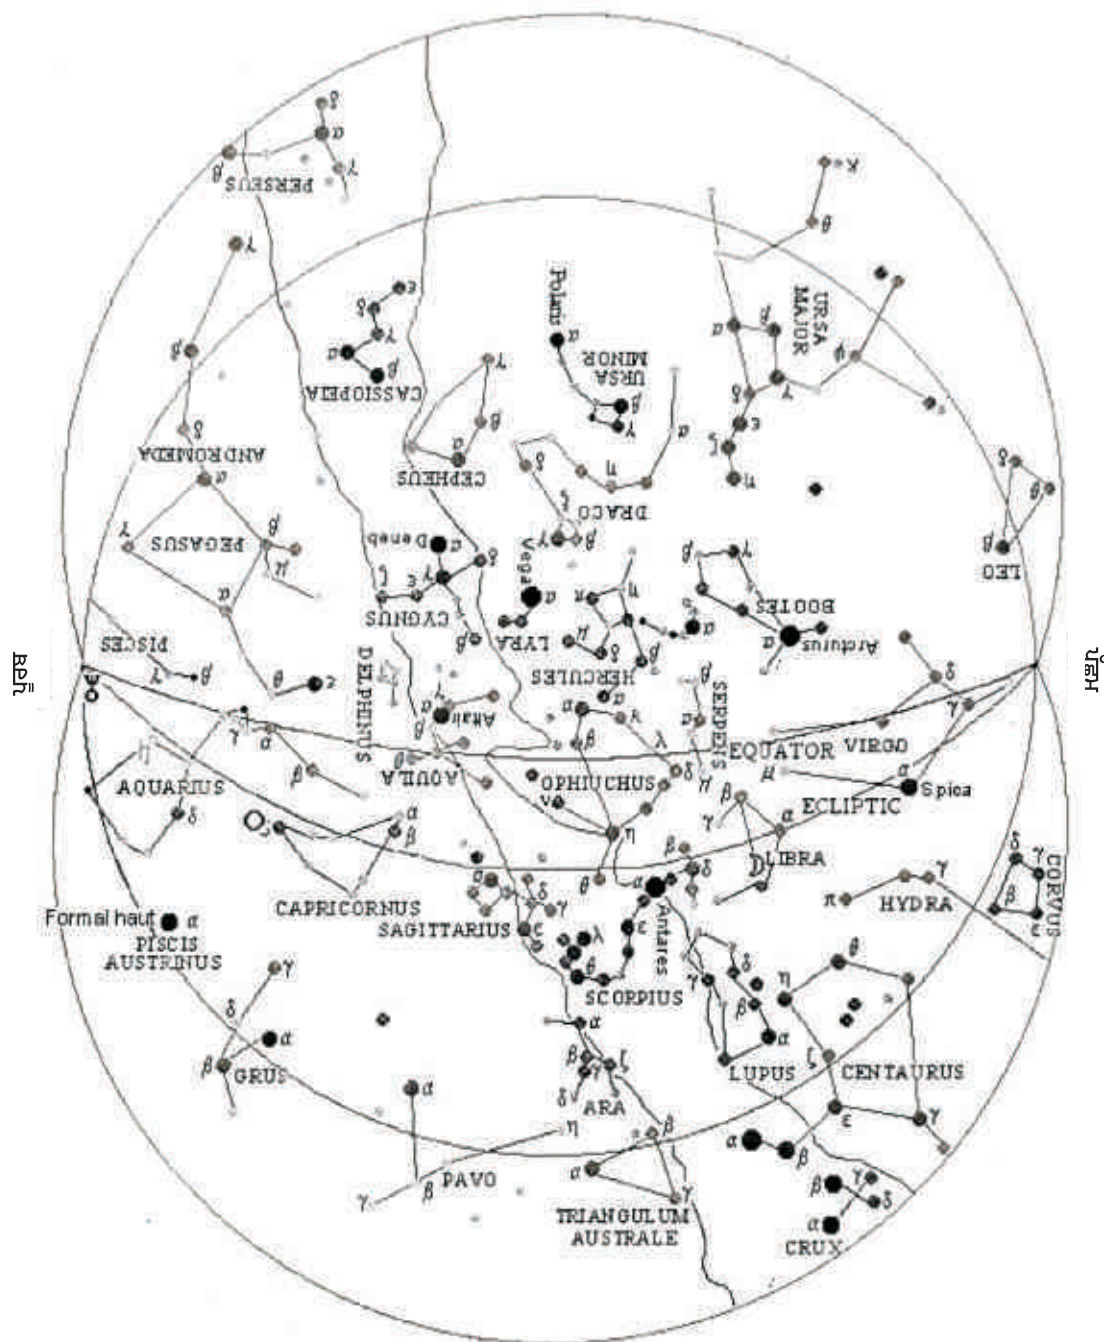 δ
α
β γ
PERSEUS
κ
θ
γ
ε
δ
γ
α
β
CASSIOPEIA
Polaris α
URSA
MINOR
β
γ
URSA
MAJOR
α β
γ
δ
ε
ζ
η
ψ
β
δ
ANDROMEDA
α
γ
β
α
CEPHEUS
δ
η
α
ξ
DRACO
γ β
δ
θ
β
LEO
γ
PEGASUS
β
μ
α
Deneb α
δ
γ
ε
ζ
CYGNUS
β
Vega α
LYRA
π
η
μ
δ
β
HERCULES
α
α
β γ
BOOTES
α
Arcturus
ਪੂਰਬ
ਪੱਛਮ
PISCES
γ β
θ ε
DELPHINUS
γ
α
β
Altair
θ
AQUILA
α
β
κ
λ
δ
OPHIUCHUS
ν
η
θ
β
α
μ
SERPENS
EQUATOR
VIRGO
δ
γ
α
Spica
μ
ECLIPTIC
γ
α
β
η
AQUARIUS
δ
α
β
CAPRICORNUS
β
α
γ
LIBRA
CORVUS
δ
γ
β
ε
π
γ
HYDRA
Formal haut α
PISCIS
AUSTRINUS
σ
δ
γ
ε
SAGITTARIUS
β
δ
α
Antares
ε
λ
θ
SCORPIUS
γ
δ
β
α
LUPUS
θ
η
ζ
ε
γ
CENTAURUS
α
β
γ
δ
α
β
GRUS
α
β
γ
ζ
δ
ARA
α
η
PAVO
β
γ
β
α
γ
TRIANGULUM
AUSTRALE
γ
β
δ
α
CRUX